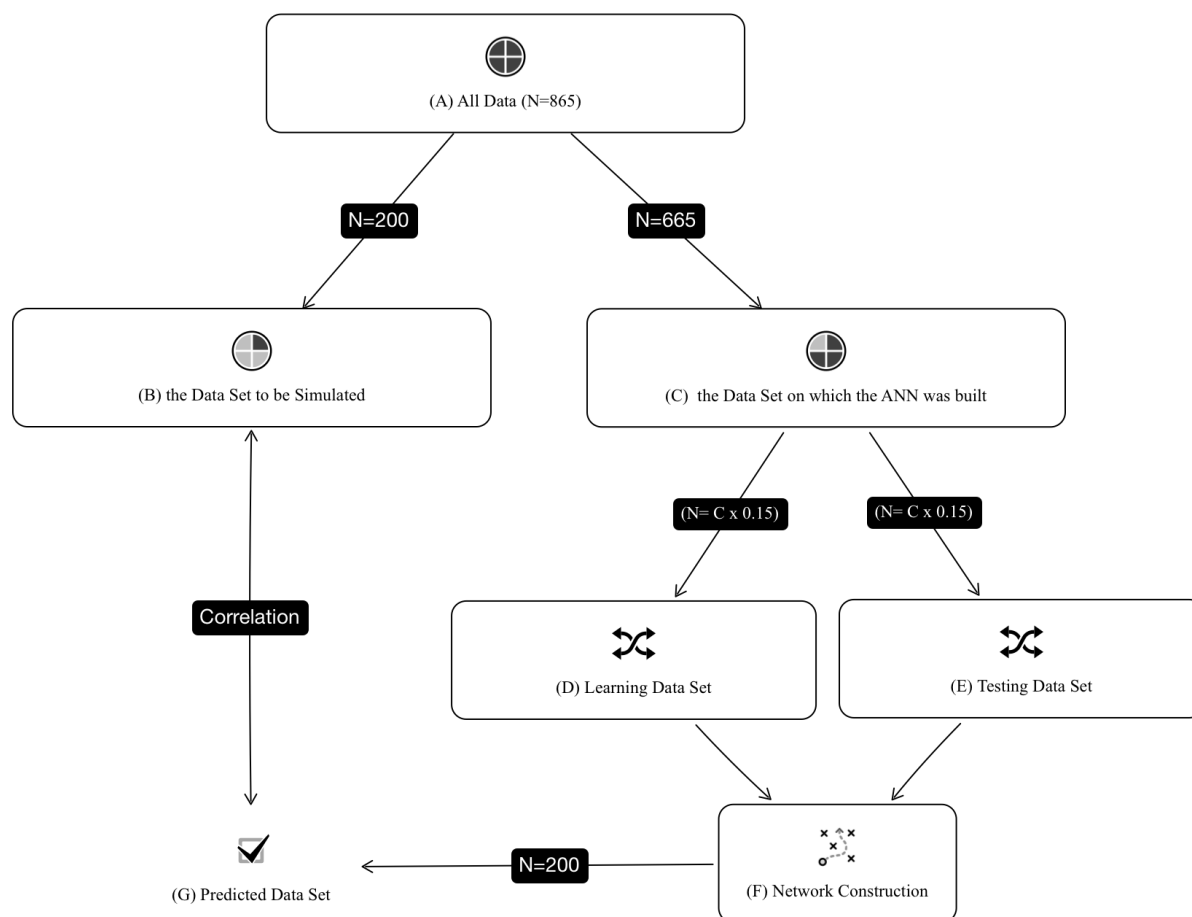 (A) All Data (N=865)
N=200
N=665
(B) the Data Set to be Simulated
(C) the Data Set on which the ANN was built
(N= C x 0.15)
(N= C x 0.15)
Correlation
(D) Learning Data Set
(E) Testing Data Set
N=200
(G) Predicted Data Set
(F) Network Construction